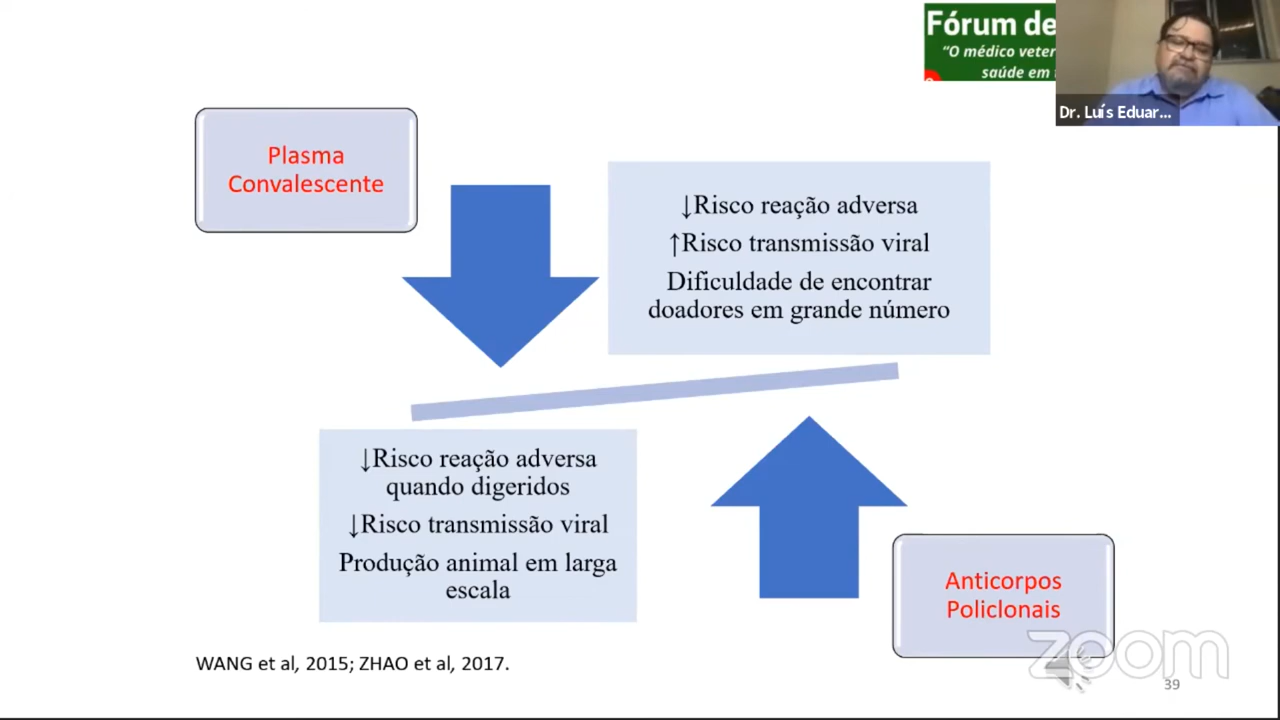 Fórum de
“O médico veter
saúde em t
Dr. Luís Eduar...
Plasma
Convalescente
↓Risco reação adversa
↑Risco transmissão viral
Dificuldade de encontrar
doadores em grande número
↓Risco reação adversa
quando digeridos
↓Risco transmissão viral
Produção animal em larga
escala
Anticorpos
Policlonais
WANG et al, 2015; ZHAO et al, 2017.
zoom
39